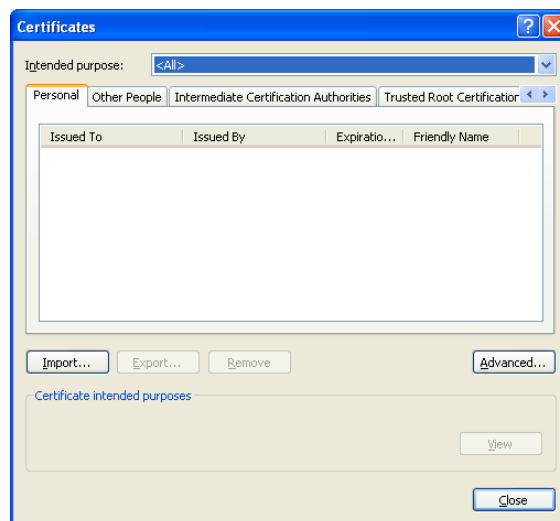 Certificates
Intended purpose: <All>
Personal Other People Intermediate Certification Authorities Trusted Root Certification
Issued To Issued By Expiratio... Friendly Name
Import... Export... Remove Advanced...
Certificate intended purposes
View
Close